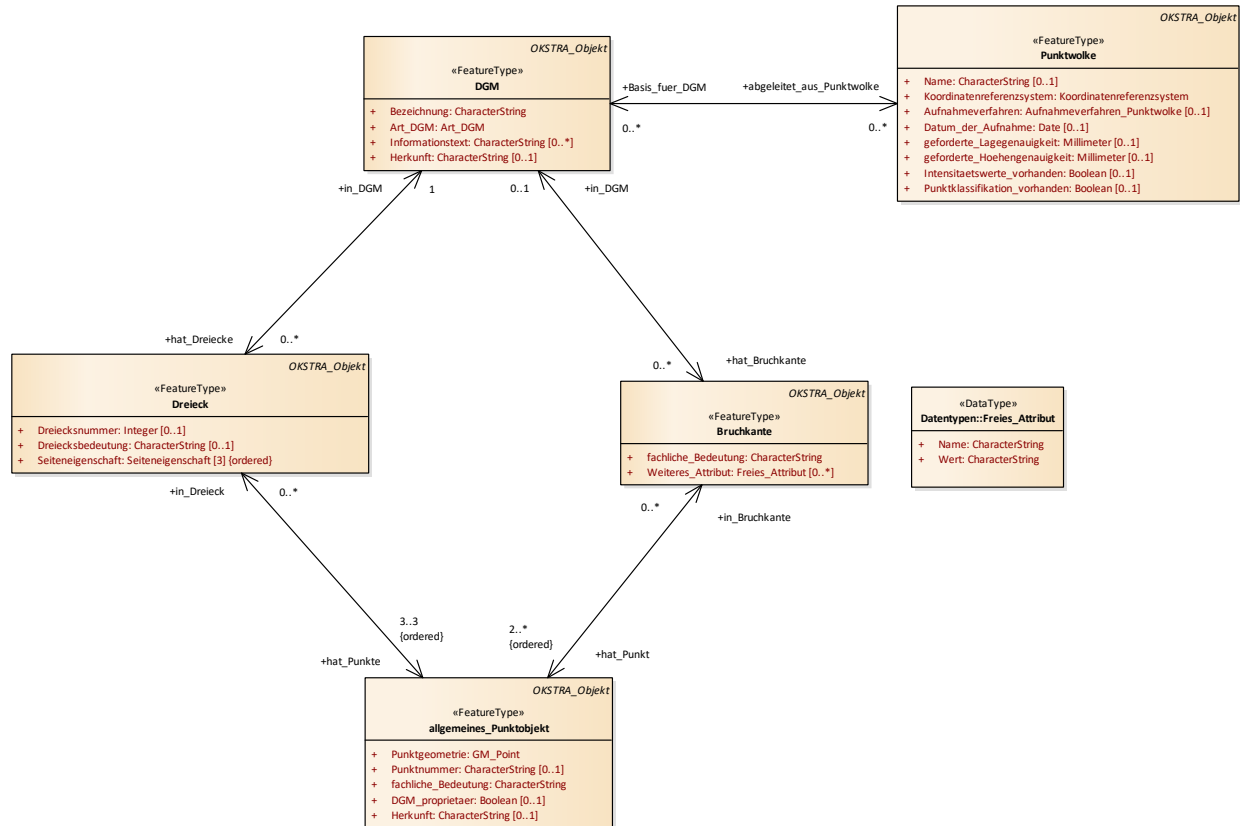 OKSTRA_Objekt
«FeatureType»
Punktwolke
+ Name: CharacterString [0..1]
+ Koordinatenreferenzsystem: Koordinatenreferenzsystem
+ Aufnahmeverfahren: Aufnahmeverfahren_Punktwolke [0..1]
+ Datum_der_Aufnahme: Date [0..1]
+ geforderte_Lagegenauigkeit: Millimeter [0..1]
+ geforderte_Hoehengenauigkeit: Millimeter [0..1]
+ Intensitaetswerte_vorhanden: Boolean [0..1]
+ Punktklassifikation_vorhanden: Boolean [0..1]
OKSTRA_Objekt
«FeatureType»
DGM
+ Bezeichnung: CharacterString
+ Art_DGM: Art_DGM
+ Informationstext: CharacterString [0..*]
+ Herkunft: CharacterString [0..1]
+Basis_fuer_DGM
+abgeleitet_aus_Punktwolke
0..*
0..*
+in_DGM
1
0..1
+in_DGM
+hat_Dreiecke
0..*
0..*
+hat_Bruchkante
OKSTRA_Objekt
«FeatureType»
Dreieck
+ Dreiecksnummer: Integer [0..1]
+ Dreiecksbedeutung: CharacterString [0..1]
+ Seiteneigenschaft: Seiteneigenschaft [3] {ordered}
OKSTRA_Objekt
«FeatureType»
Bruchkante
+ fachliche_Bedeutung: CharacterString
+ Weiteres_Attribut: Freies_Attribut [0..*]
«DataType»
Datentypen::Freies_Attribut
+ Name: CharacterString
+ Wert: CharacterString
+in_Dreieck
0..*
0..*
+in_Bruchkante
3..3
{ordered}
2..*
{ordered}
+hat_Punkte
+hat_Punkt
OKSTRA_Objekt
«FeatureType»
allgemeines_Punktobjekt
+ Punktgeometrie: GM_Point
+ Punktnummer: CharacterString [0..1]
+ fachliche_Bedeutung: CharacterString
+ DGM_proprietaer: Boolean [0..1]
+ Herkunft: CharacterString [0..1]